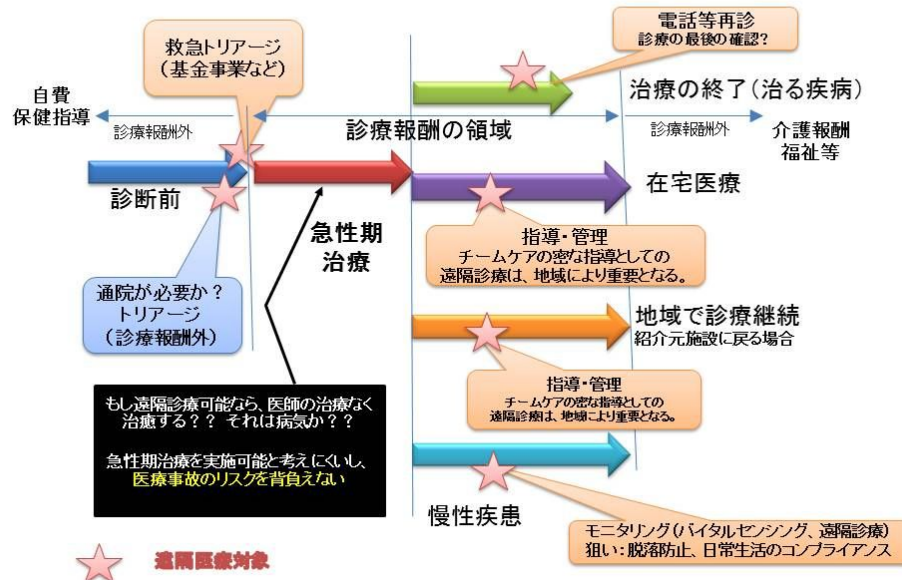 電話等再診
診療の最後の確認?
救急トリアージ
(基金事業など)
自費
保健指導
診療報酬外
診療報酬の領域
治療の終了(治る疾病)
診療報酬外
介護報酬
福祉等
診断前
急性期
治療
在宅医療
指導・管理
チームケアの密な指導としての
遠隔診療は、地域により重要となる。
通院が必要か?
トリアージ
(診療報酬外)
地域で診療継続
紹介元施設に戻る場合
指導・管理
チームケアの密な指導としての
遠隔診療は、地域により重要となる。
もし遠隔診療可能なら、医師の治療なく
治癒する?? それは病気か??
急性期治療を実施可能と考えにくいし、
医療事故のリスクを背負えない
慢性疾患
モニタリング(バイタルセンシング、遠隔診療)
狙い:脱落防止、日常生活のコンプライアンス
遠隔医療対象